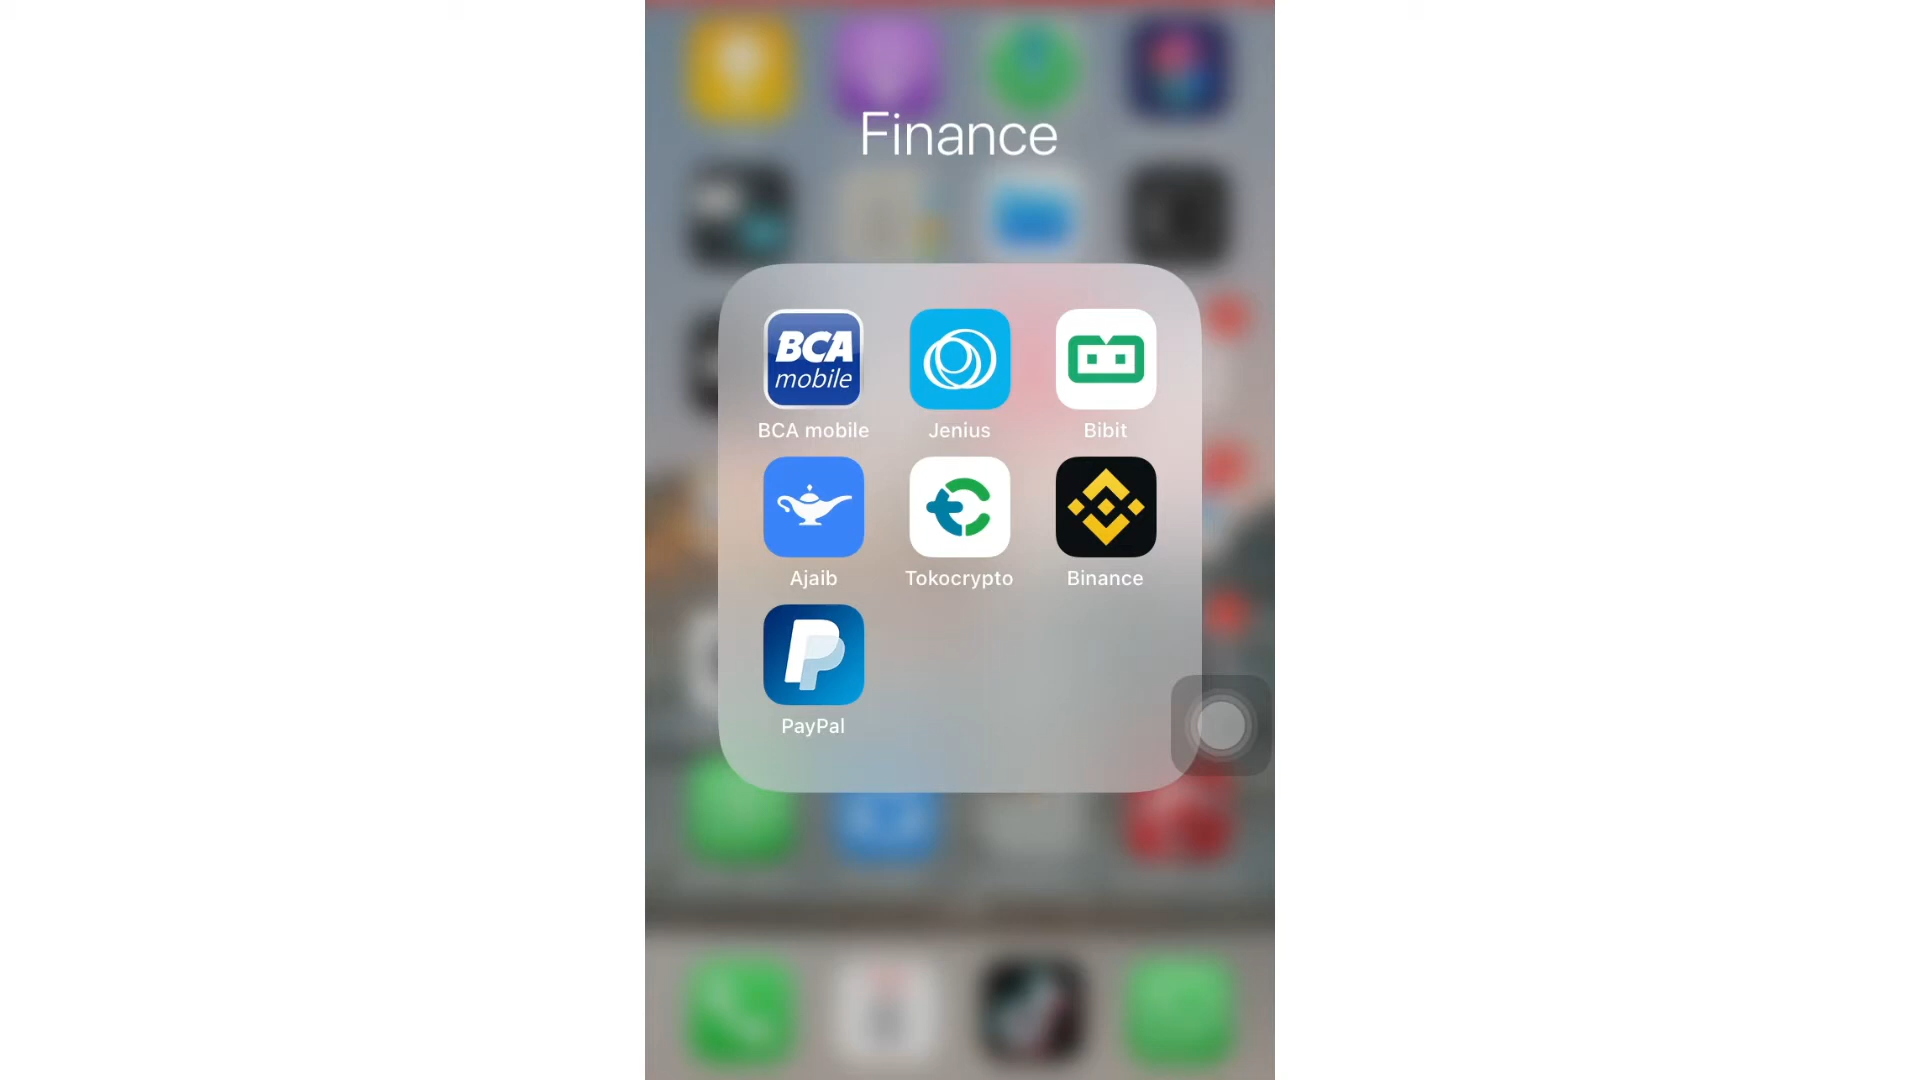 Finance
BCA
mobile
BCA mobile
Jenius
Bibit
Ajaib
Tokocrypto
Binance
PayPal